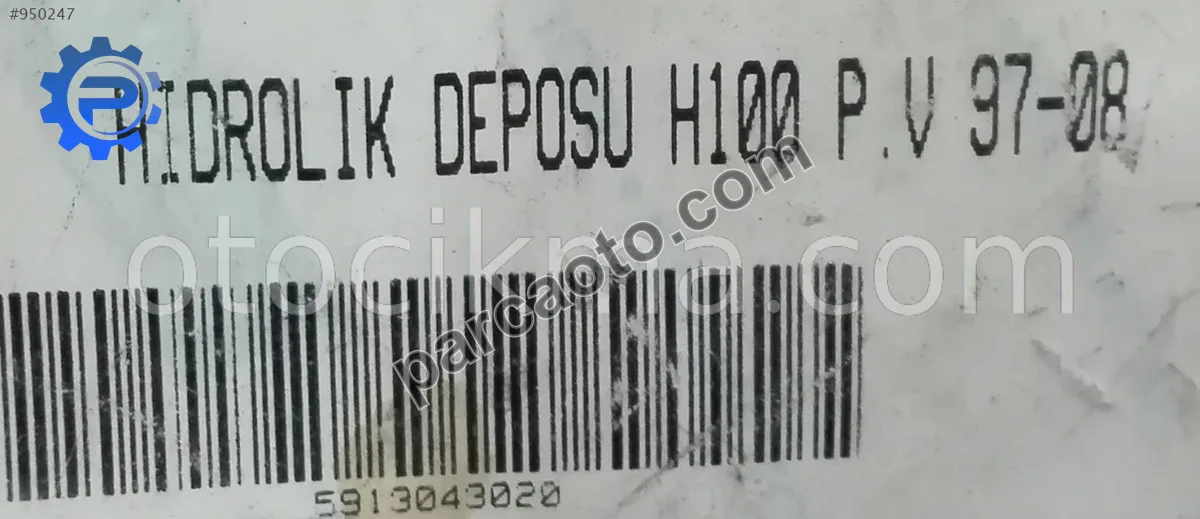 #950247
HIDROLIK DEPOSU H100 P.V 97-08
otocikma.com
parcaoto.com
5913043020